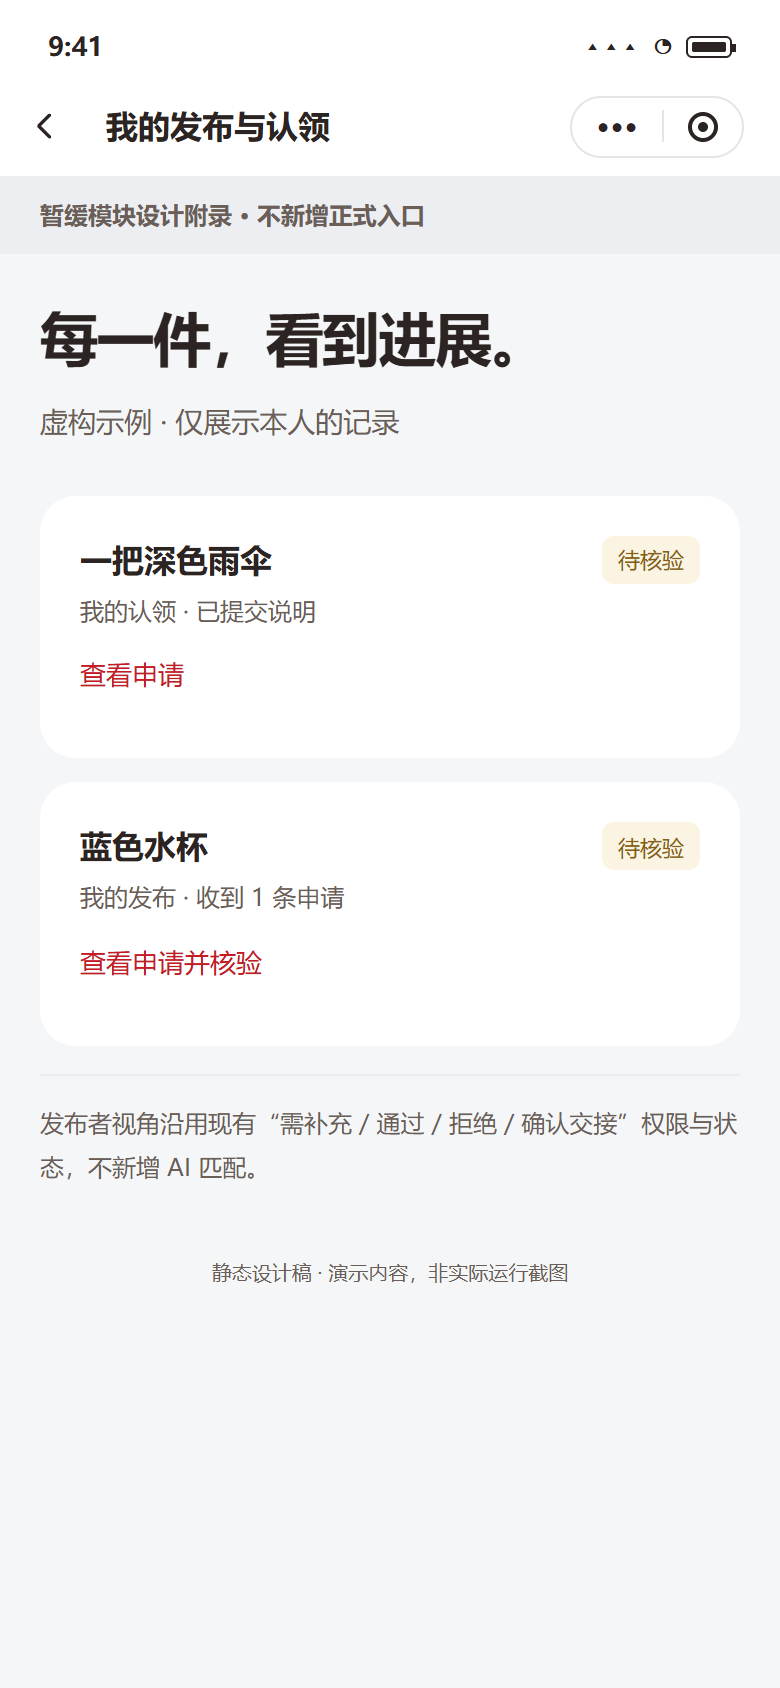 9:41
我的发布与认领
暂缓模块设计附录 • 不新增正式入口
每一件，看到进展。
虚构示例 · 仅展示本人的记录
一把深色雨伞
待核验
我的认领 · 已提交说明
查看申请
蓝色水杯
待核验
我的发布 · 收到 1 条申请
查看申请并核验
发布者视角沿用现有“需补充 / 通过 / 拒绝 / 确认交接”权限与状
态，不新增 AI 匹配。
静态设计稿 · 演示内容，非实际运行截图